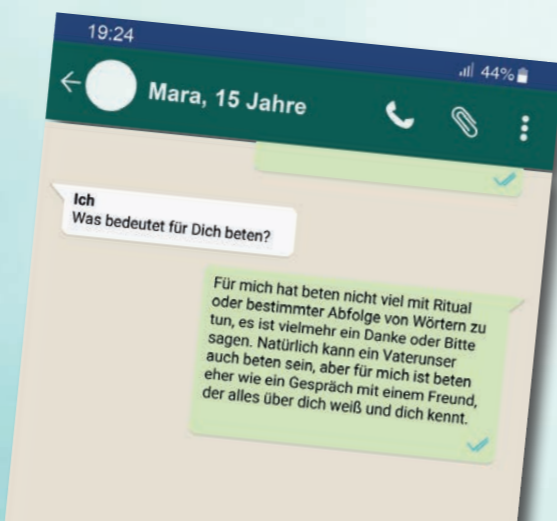 19:24
44%
Mara, 15 Jahre
Ich
Was bedeutet für Dich beten?
Für mich hat beten nicht viel mit Ritual
oder bestimmter Abfolge von Wörtern zu
tun, es ist vielmehr ein Danke oder Bitte
sagen. Natürlich kann ein Vaterunser
auch beten sein, aber für mich ist beten
eher wie ein Gespräch mit einem Freund,
der alles über dich weiß und dich kennt.